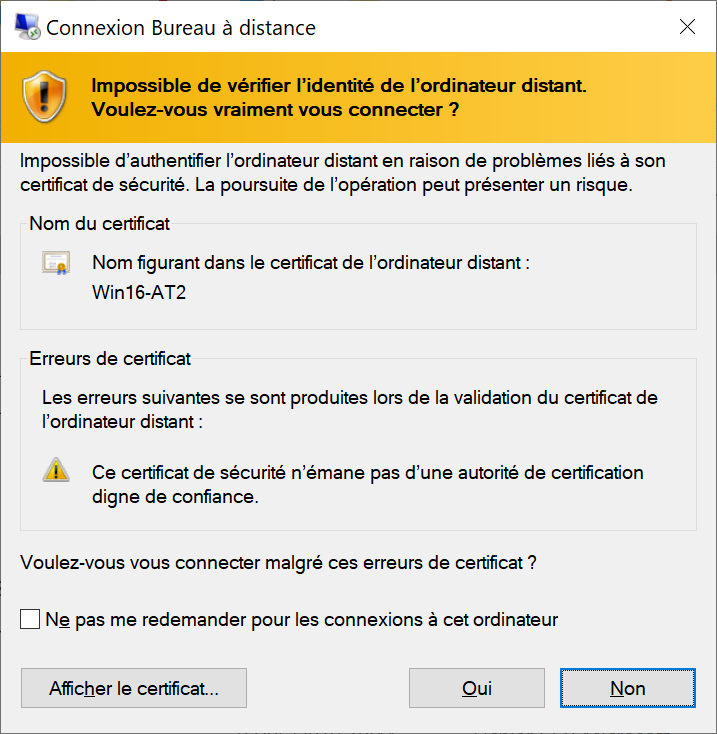 Connexion Bureau à distance
Impossible de vérifier l’identité de l’ordinateur distant.
Voulez-vous vraiment vous connecter ?
Impossible d’authentifier l’ordinateur distant en raison de problèmes liés à son
certificat de sécurité. La poursuite de l’opération peut présenter un risque.
Nom du certificat
Nom figurant dans le certificat de l’ordinateur distant :
Win16-AT2
Erreurs de certificat
Les erreurs suivantes se sont produites lors de la validation du certificat de
l’ordinateur distant :
Ce certificat de sécurité n’émane pas d’une autorité de certification
digne de confiance.
Voulez-vous vous connecter malgré ces erreurs de certificat ?
Ne pas me redemander pour les connexions à cet ordinateur
Afficher le certificat...
Oui
Non